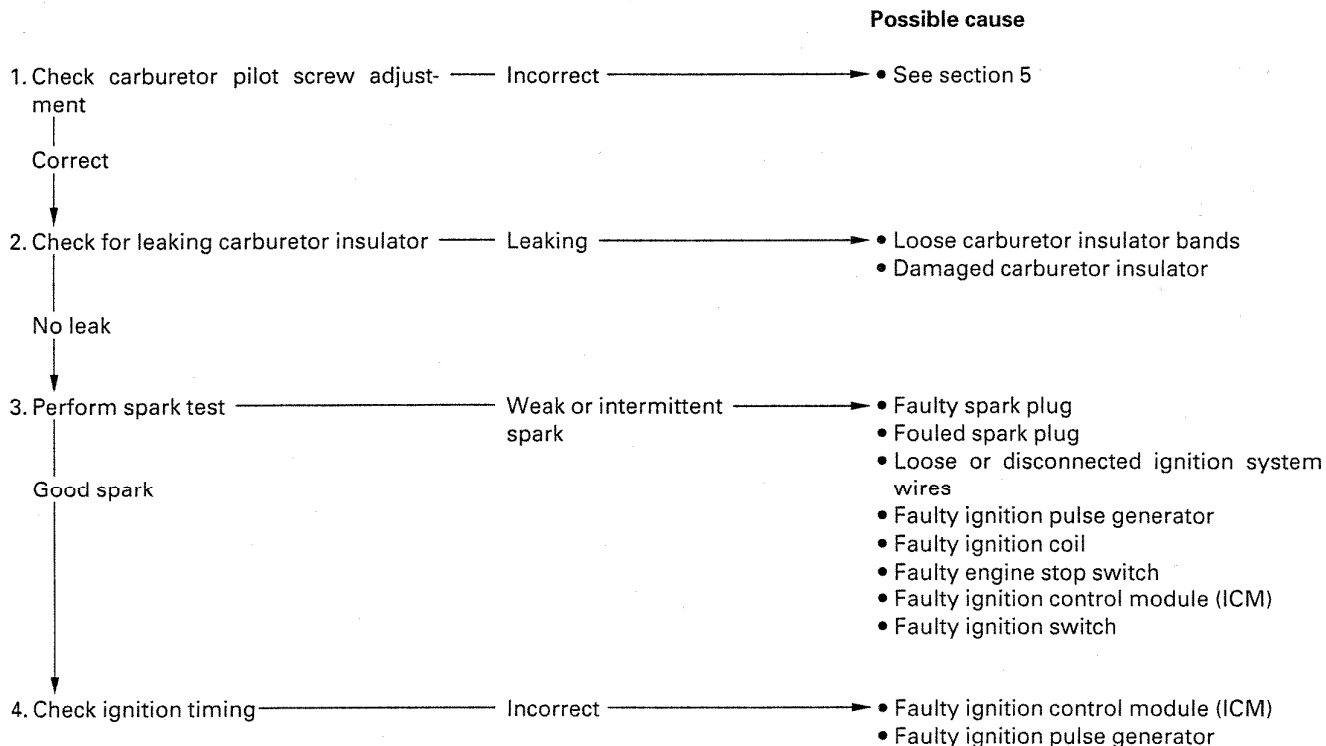 Possible cause
1. Check carburetor pilot screw adjust- Incorrect • See section 5
ment
Correct
2. Check for leaking carburetor insulator Leaking • Loose carburetor insulator bands
• Damaged carburetor insulator
No leak
3. Perform spark test Weak or intermittent • Faulty spark plug
spark • Fouled spark plug
• Loose or disconnected ignition system
Good spark wires
• Faulty ignition pulse generator
• Faulty ignition coil
• Faulty engine stop switch
• Faulty ignition control module (ICM)
• Faulty ignition switch
4. Check ignition timing Incorrect • Faulty ignition control module (ICM)
• Faulty ignition pulse generator